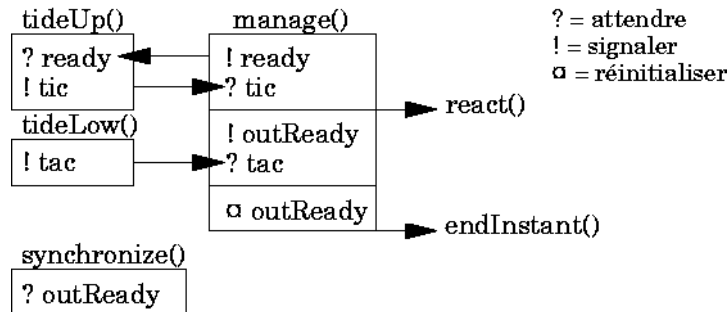 tideUp()
? ready
! tic
tideLow()
! tac
manage()
! ready
? tic
! outReady
? tac
¤ outReady
react()
endInstant()
synchronize()
? outReady
? = attendre
! = signaler
¤ = réinitialiser